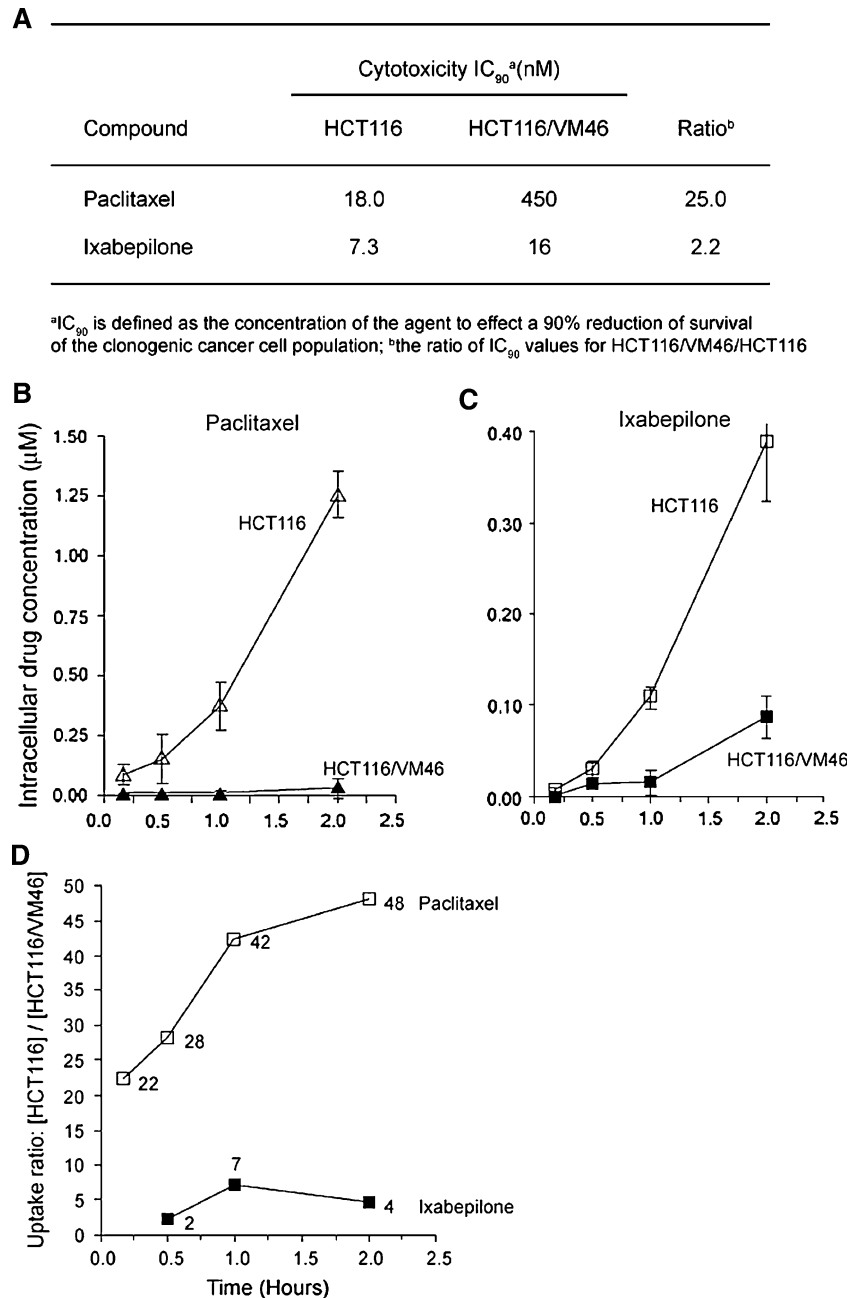 A
Cytotoxicity IC90ᵃ(nM)
Compound HCT116 HCT116/VM46 Ratioᵇ
Paclitaxel 18.0 450 25.0
Ixabepilone 7.3 16 2.2
ᵃIC90 is defined as the concentration of the agent to effect a 90% reduction of survival
of the clonogenic cancer cell population; ᵇthe ratio of IC90 values for HCT116/VM46/HCT116
B
Paclitaxel
Intracellular drug concentration (μM)
1.50
1.25
1.00
0.75
0.50
0.25
0.00
HCT116
HCT116/VM46
0.0 0.5 1.0 1.5 2.0 2.5
C
Ixabepilone
0.40
0.30
0.20
0.10
0.00
HCT116
HCT116/VM46
0.0 0.5 1.0 1.5 2.0 2.5
D
Uptake ratio: [HCT116] / [HCT116/VM46]
50
45
40
35
30
25
20
15
10
5
0
22
28
42
48 Paclitaxel
2
7
4 Ixabepilone
0.0 0.5 1.0 1.5 2.0 2.5
Time (Hours)